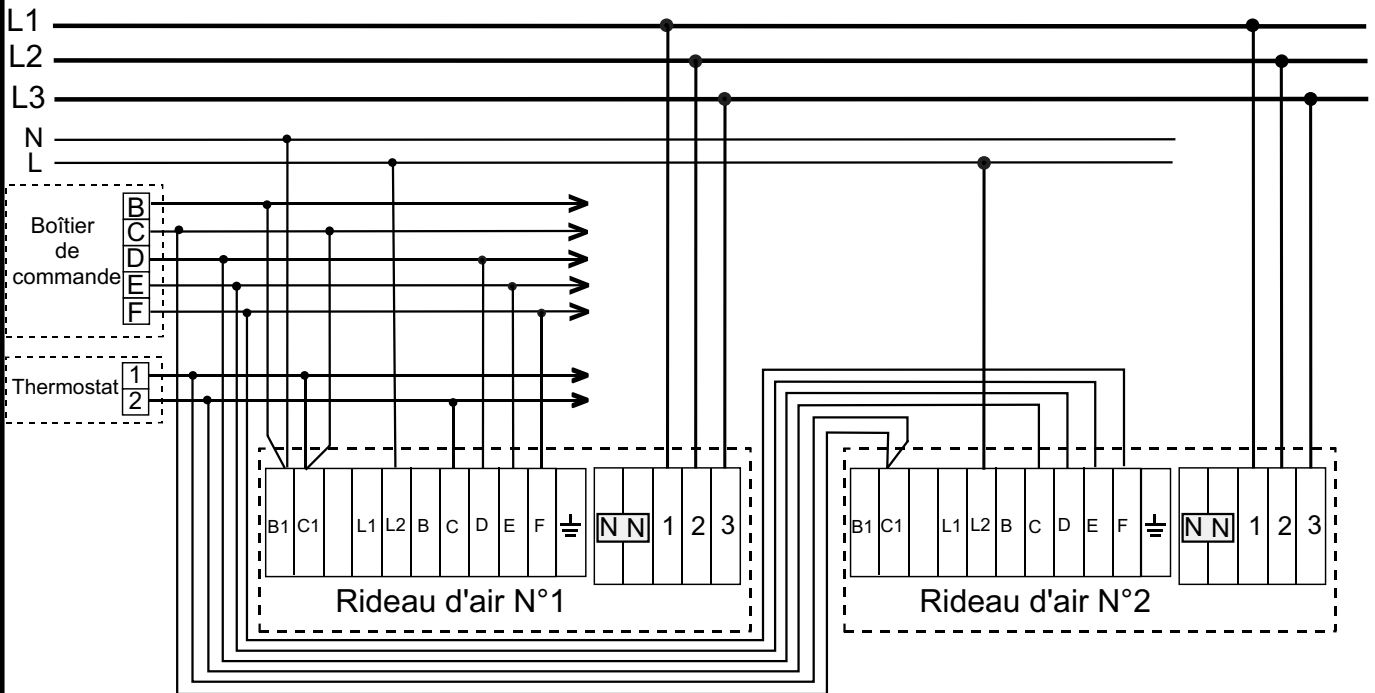 L1
L2
L3
N
L
Boîtier
de
commande
B
C
D
E
F
Thermostat
1
2
B1 C1 L1 L2 B C D E F
N N 1 2 3
Rideau d'air N°1
B1 C1 L1 L2 B C D E F
N N 1 2 3
Rideau d'air N°2